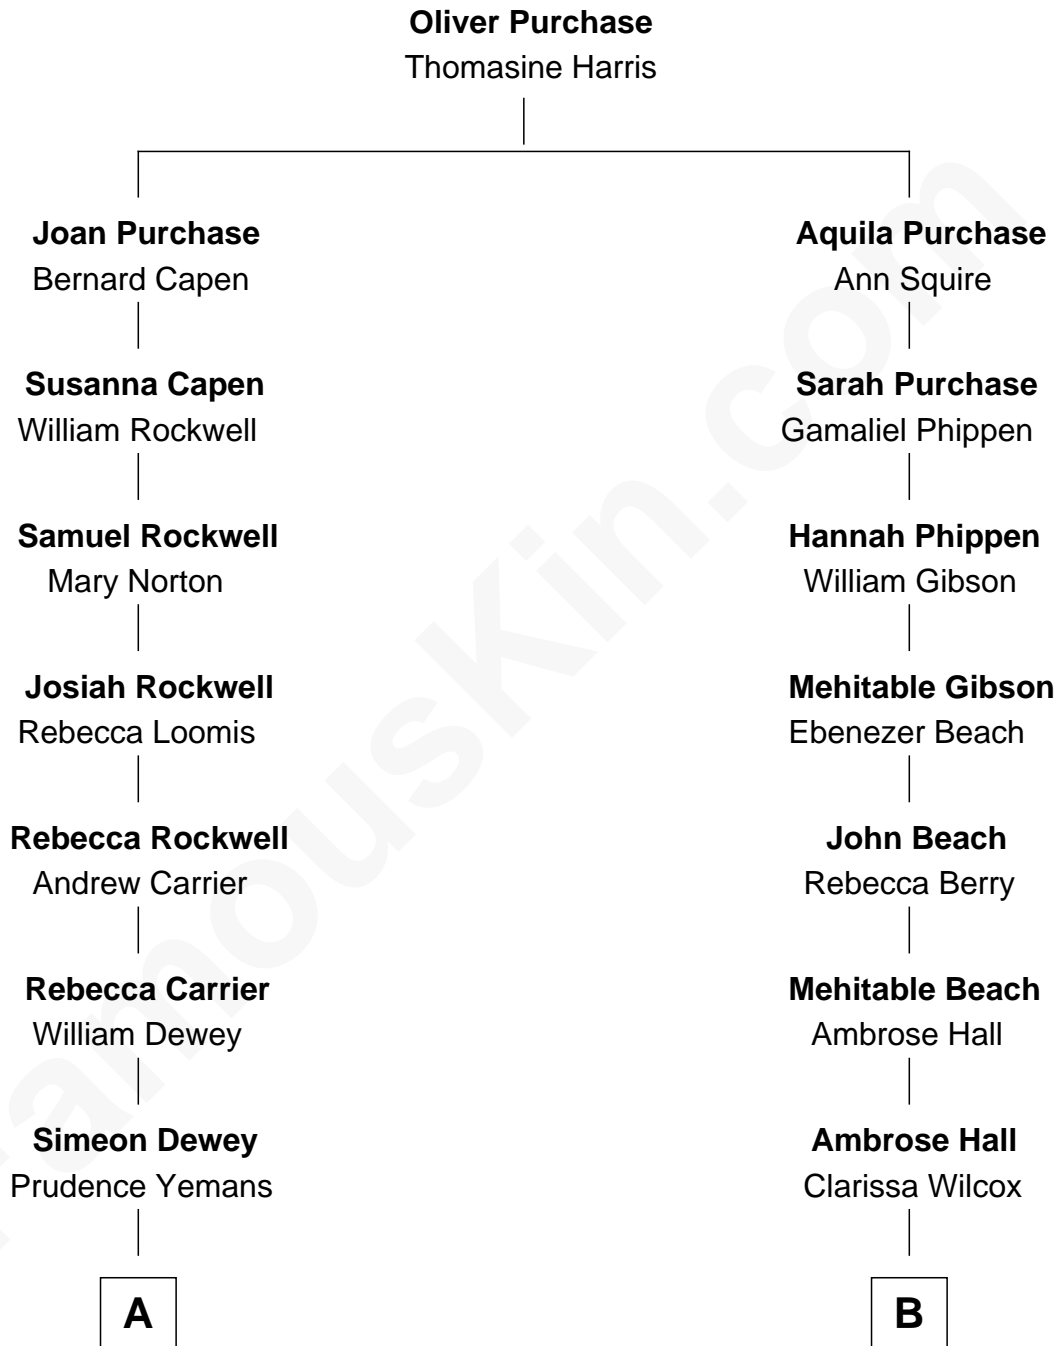 Oliver Purchase
Thomasine Harris
Joan Purchase
Bernard Capen
Aquila Purchase
Ann Squire
Susanna Capen
William Rockwell
Sarah Purchase
Gamaliel Phippen
Samuel Rockwell
Mary Norton
Hannah Phippen
William Gibson
Josiah Rockwell
Rebecca Loomis
Mehitable Gibson
Ebenezer Beach
Rebecca Rockwell
Andrew Carrier
John Beach
Rebecca Berry
Rebecca Carrier
William Dewey
Mehitable Beach
Ambrose Hall
Simeon Dewey
Prudence Yemans
Ambrose Hall
Clarissa Wilcox
A
B
FamousKin.com